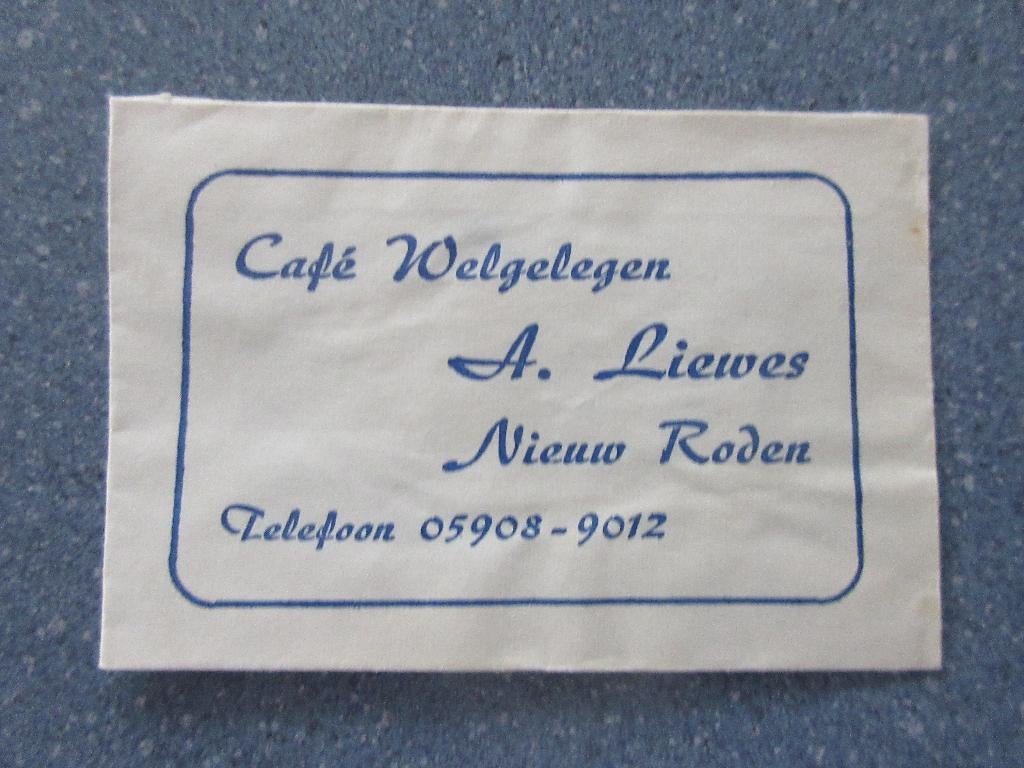 Café Welgelegen
A. Liewes
Nieuw Roden
Telefoon 05908-9012